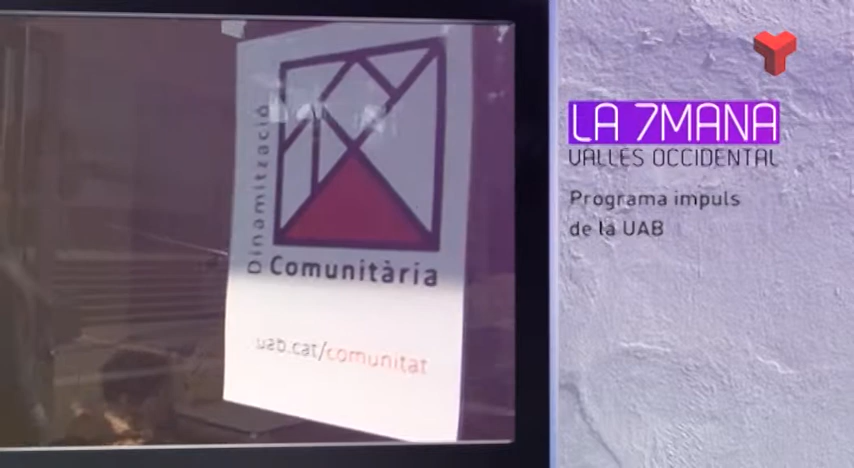 Dinamització
Comunitària
uab.cat/comunitat
LA 7MANA
VALLÈS OCCIDENTAL
Programa impuls
de la UAB